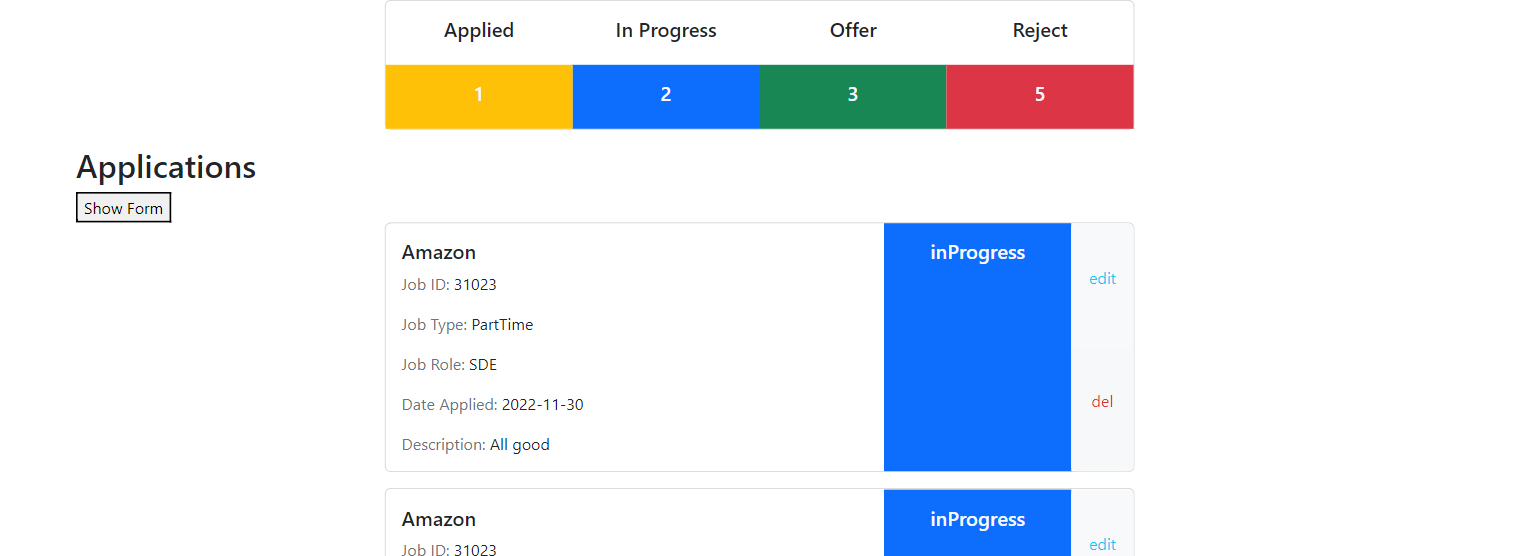 Applied In Progress Offer Reject
1 2 3 5
Applications
Show Form
Amazon inProgress
edit
Job ID: 31023
Job Type: PartTime
Job Role: SDE
Date Applied: 2022-11-30
del
Description: All good
Amazon inProgress
edit
Job ID: 31023